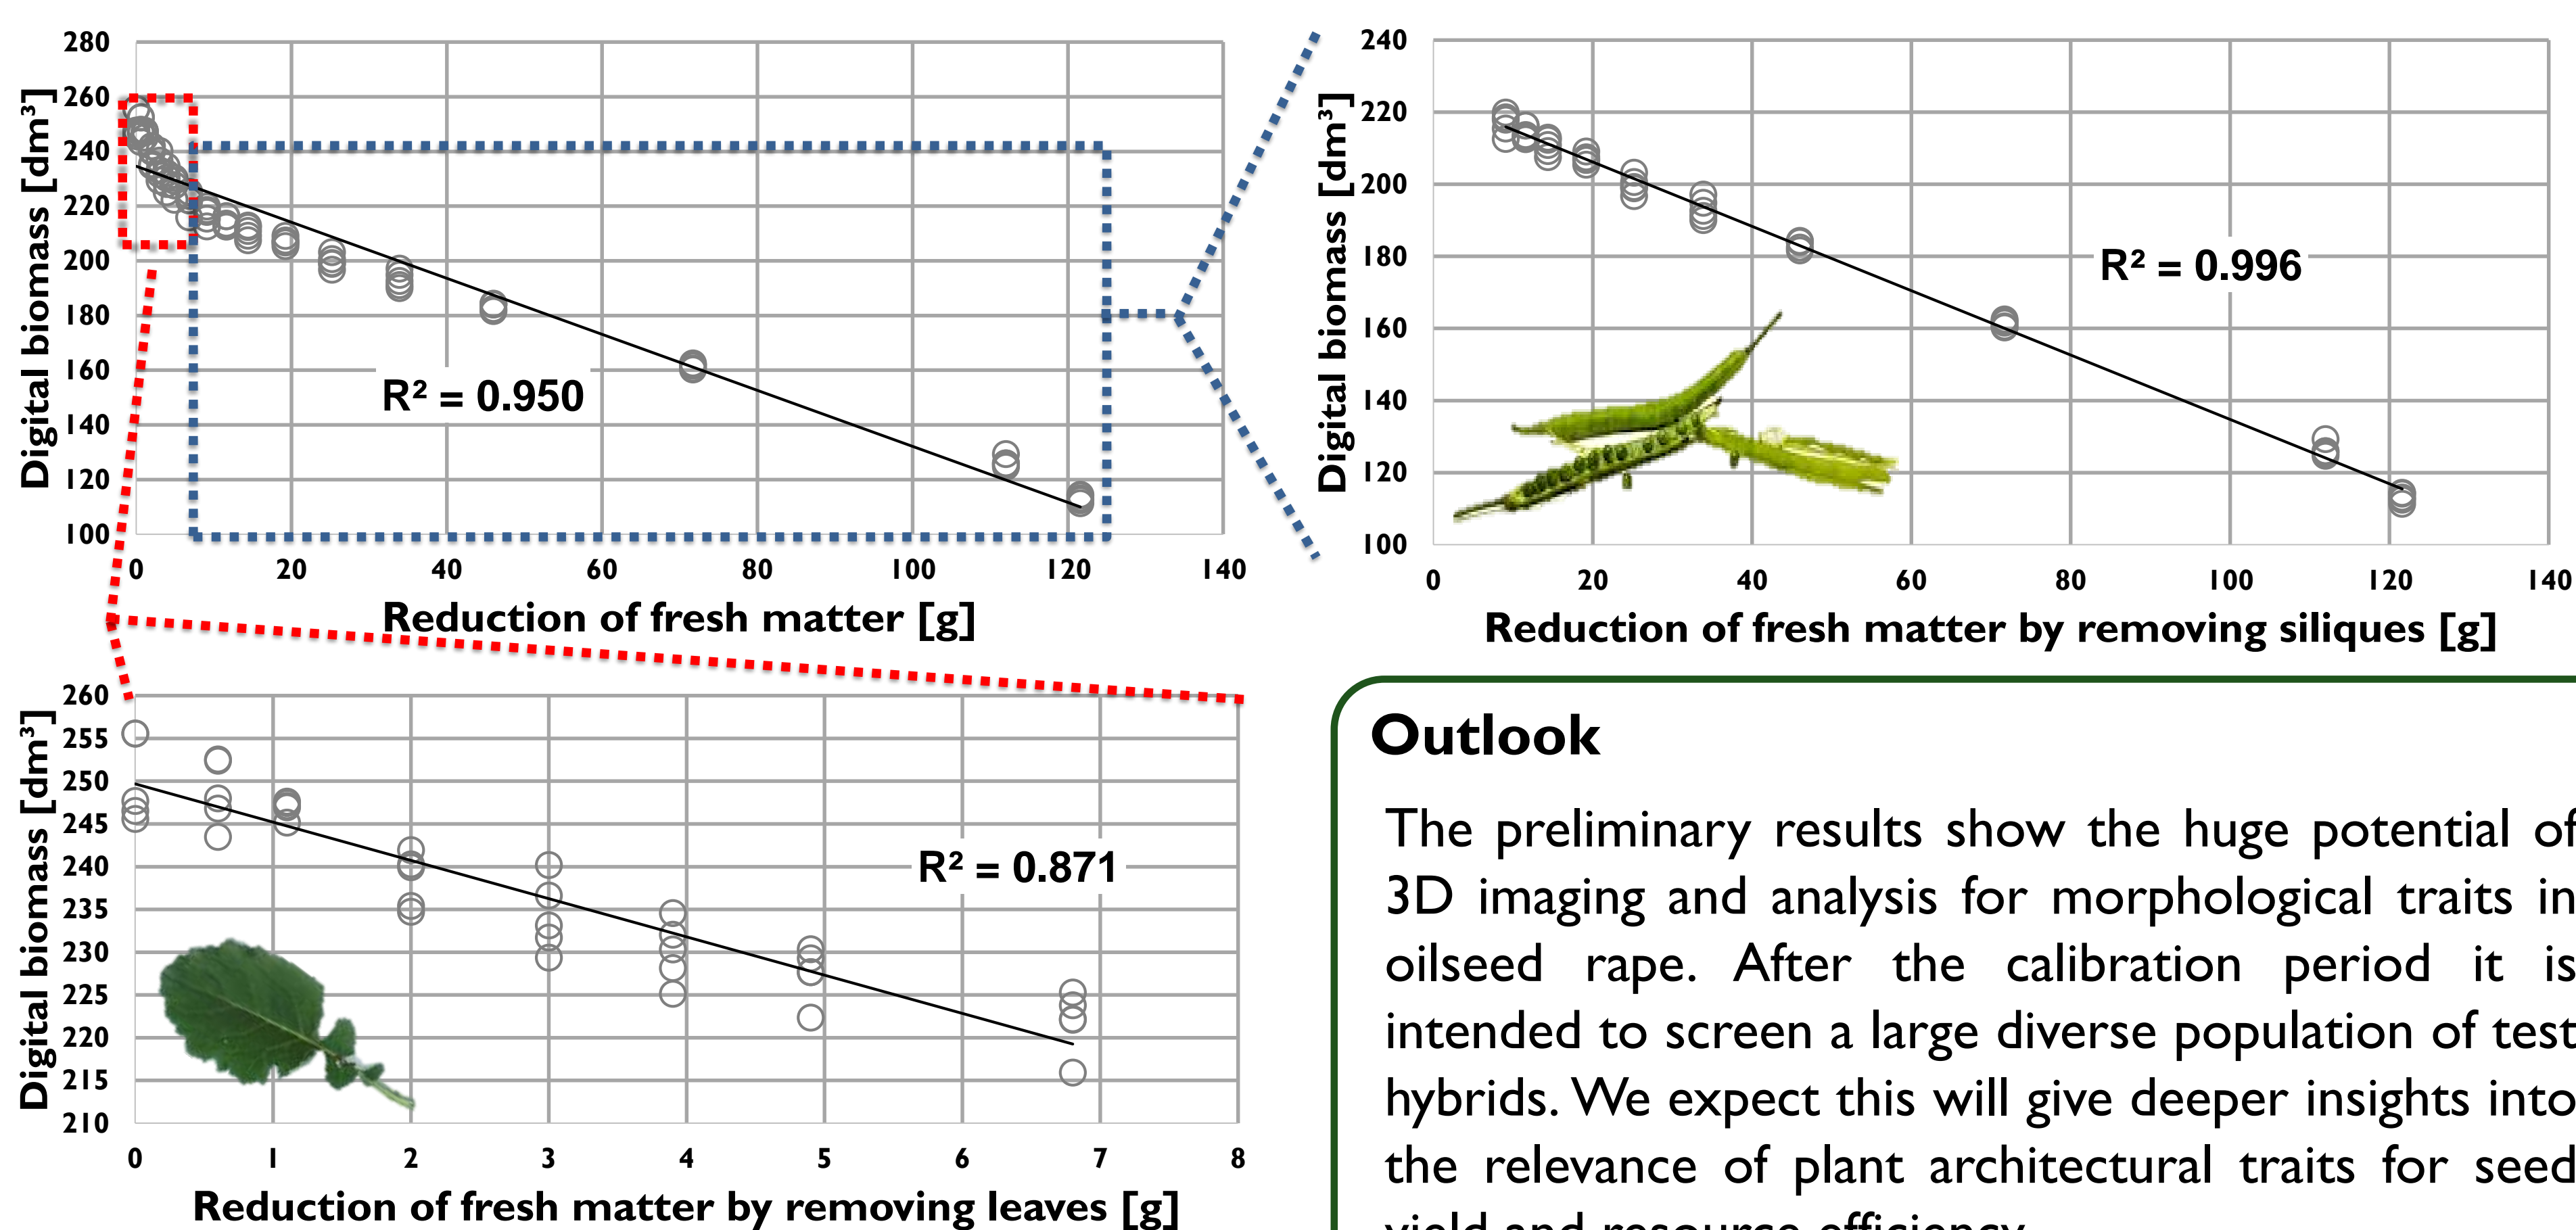 280
260
240
220
200
180
160
140
120
100
Digital biomass [dm³]
R² = 0.950
0 20 40 60 80 100 120 140
Reduction of fresh matter [g]
240
220
200
180
160
140
120
100
Digital biomass [dm³]
R² = 0.996
0 20 40 60 80 100 120 140
Reduction of fresh matter by removing siliques [g]
260
255
250
245
240
235
230
225
220
215
210
Digital biomass [dm³]
R² = 0.871
0 1 2 3 4 5 6 7 8
Reduction of fresh matter by removing leaves [g]
Outlook
The preliminary results show the huge potential of
3D imaging and analysis for morphological traits in
oilseed rape. After the calibration period it is
intended to screen a large diverse population of test
hybrids. We expect this will give deeper insights into
the relevance of plant architectural traits for seed
yield and resource efficiency